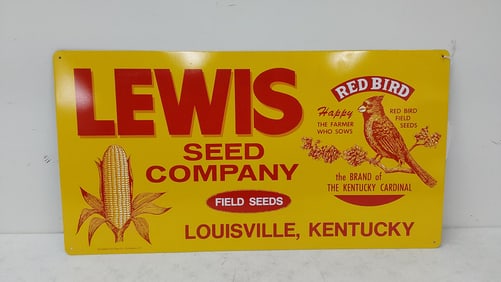 LEWIS
SEED
COMPANY
FIELD SEEDS
LOUISVILLE, KENTUCKY
RED BIRD
Happy
THE FARMER
WHO SOWS
RED BIRD
FIELD
SEEDS
the BRAND of
THE KENTUCKY CARDINAL